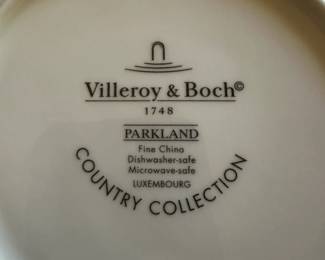 Villeroy & Boch©
1748
PARKLAND
Fine China
Dishwasher-safe
Microwave-safe
LUXEMBOURG
COUNTRY COLLECTION